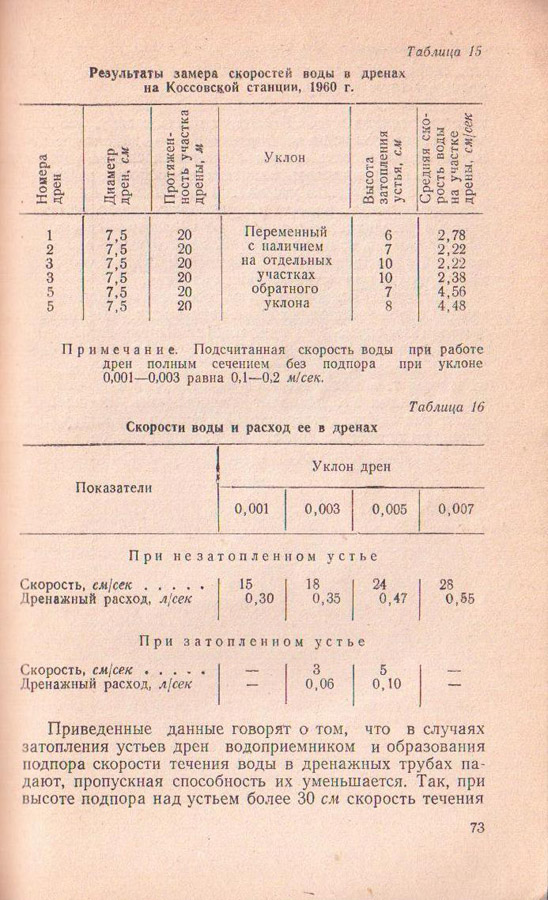 Таблица 15
Результаты замера скоростей воды в дренах
на Коссовской станции, 1960 г.
Номера дрен | Диаметр дрен, см | Протяжен-ность участка дрены, м | Уклон | Высота затопления устья, см | Средняя ско-рость воды на участке дрены, см/сек
1 7,5 20 Переменный 6 2,78
2 7,5 20 с наличием 7 2,22
3 7,5 20 на отдельных 10 2,22
3 7,5 20 участках 10 2,38
5 7,5 20 обратного 7 4,56
5 7,5 20 уклона 8 4,48
Примечание. Подсчитанная скорость воды при работе
дрен полным сечением без подпора при уклоне
0,001—0,003 равна 0,1—0,2 м/сек.
Таблица 16
Скорости воды и расход ее в дренах
Показатели
Уклон дрен
0,001 0,003 0,005 0,007
При незатопленном устье
Скорость, см/сек . . . . . 15 18 24 28
Дренажный расход, л/сек 0,30 0,35 0,47 0,55
При затопленном устье
Скорость, см/сек . . . . . — 3 5 —
Дренажный расход, л/сек — 0,06 0,10 —
Приведенные данные говорят о том, что в случаях
затопления устьев дрен водоприемником и образования
подпора скорости течения воды в дренажных трубах па-
дают, пропускная способность их уменьшается. Так, при
высоте подпора над устьем более 30 см скорость течения
73